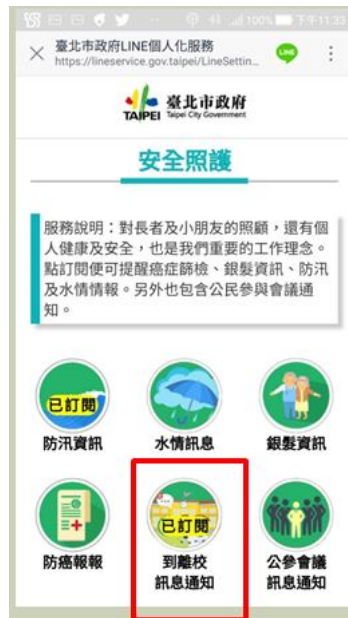 100% 下午11:33
臺北市政府LINE個人化服務
https://lineservice.gov.taipei/LineSettin...
LINE
臺北市政府
TAIPEI Taipei City Government
安全照護
服務說明：對長者及小朋友的照顧，還有個
人健康及安全，也是我們重要的工作理念。
點訂閱便可提醒癌症篩檢、銀髮資訊、防汛
及水情情報。另外也包含公民參與會議通
知。
已訂閱
防汛資訊 水情訊息 銀髮資訊
已訂閱
防癌報報 到離校 公參會議
訊息通知 訊息通知